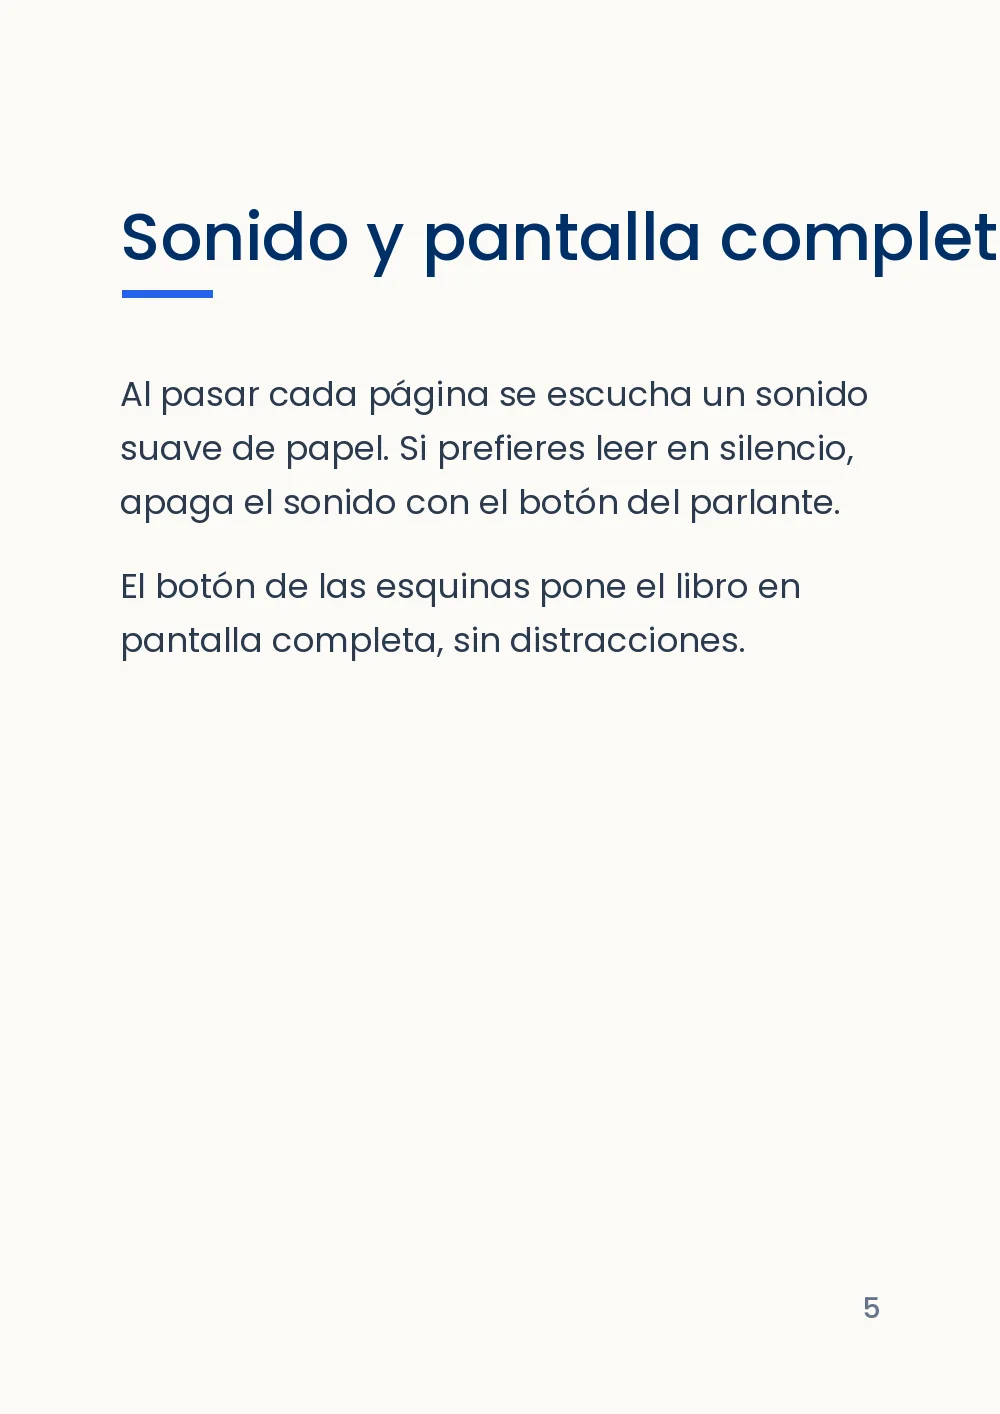 Sonido y pantalla complet
Al pasar cada página se escucha un sonido
suave de papel. Si prefieres leer en silencio,
apaga el sonido con el botón del parlante.
El botón de las esquinas pone el libro en
pantalla completa, sin distracciones.
5